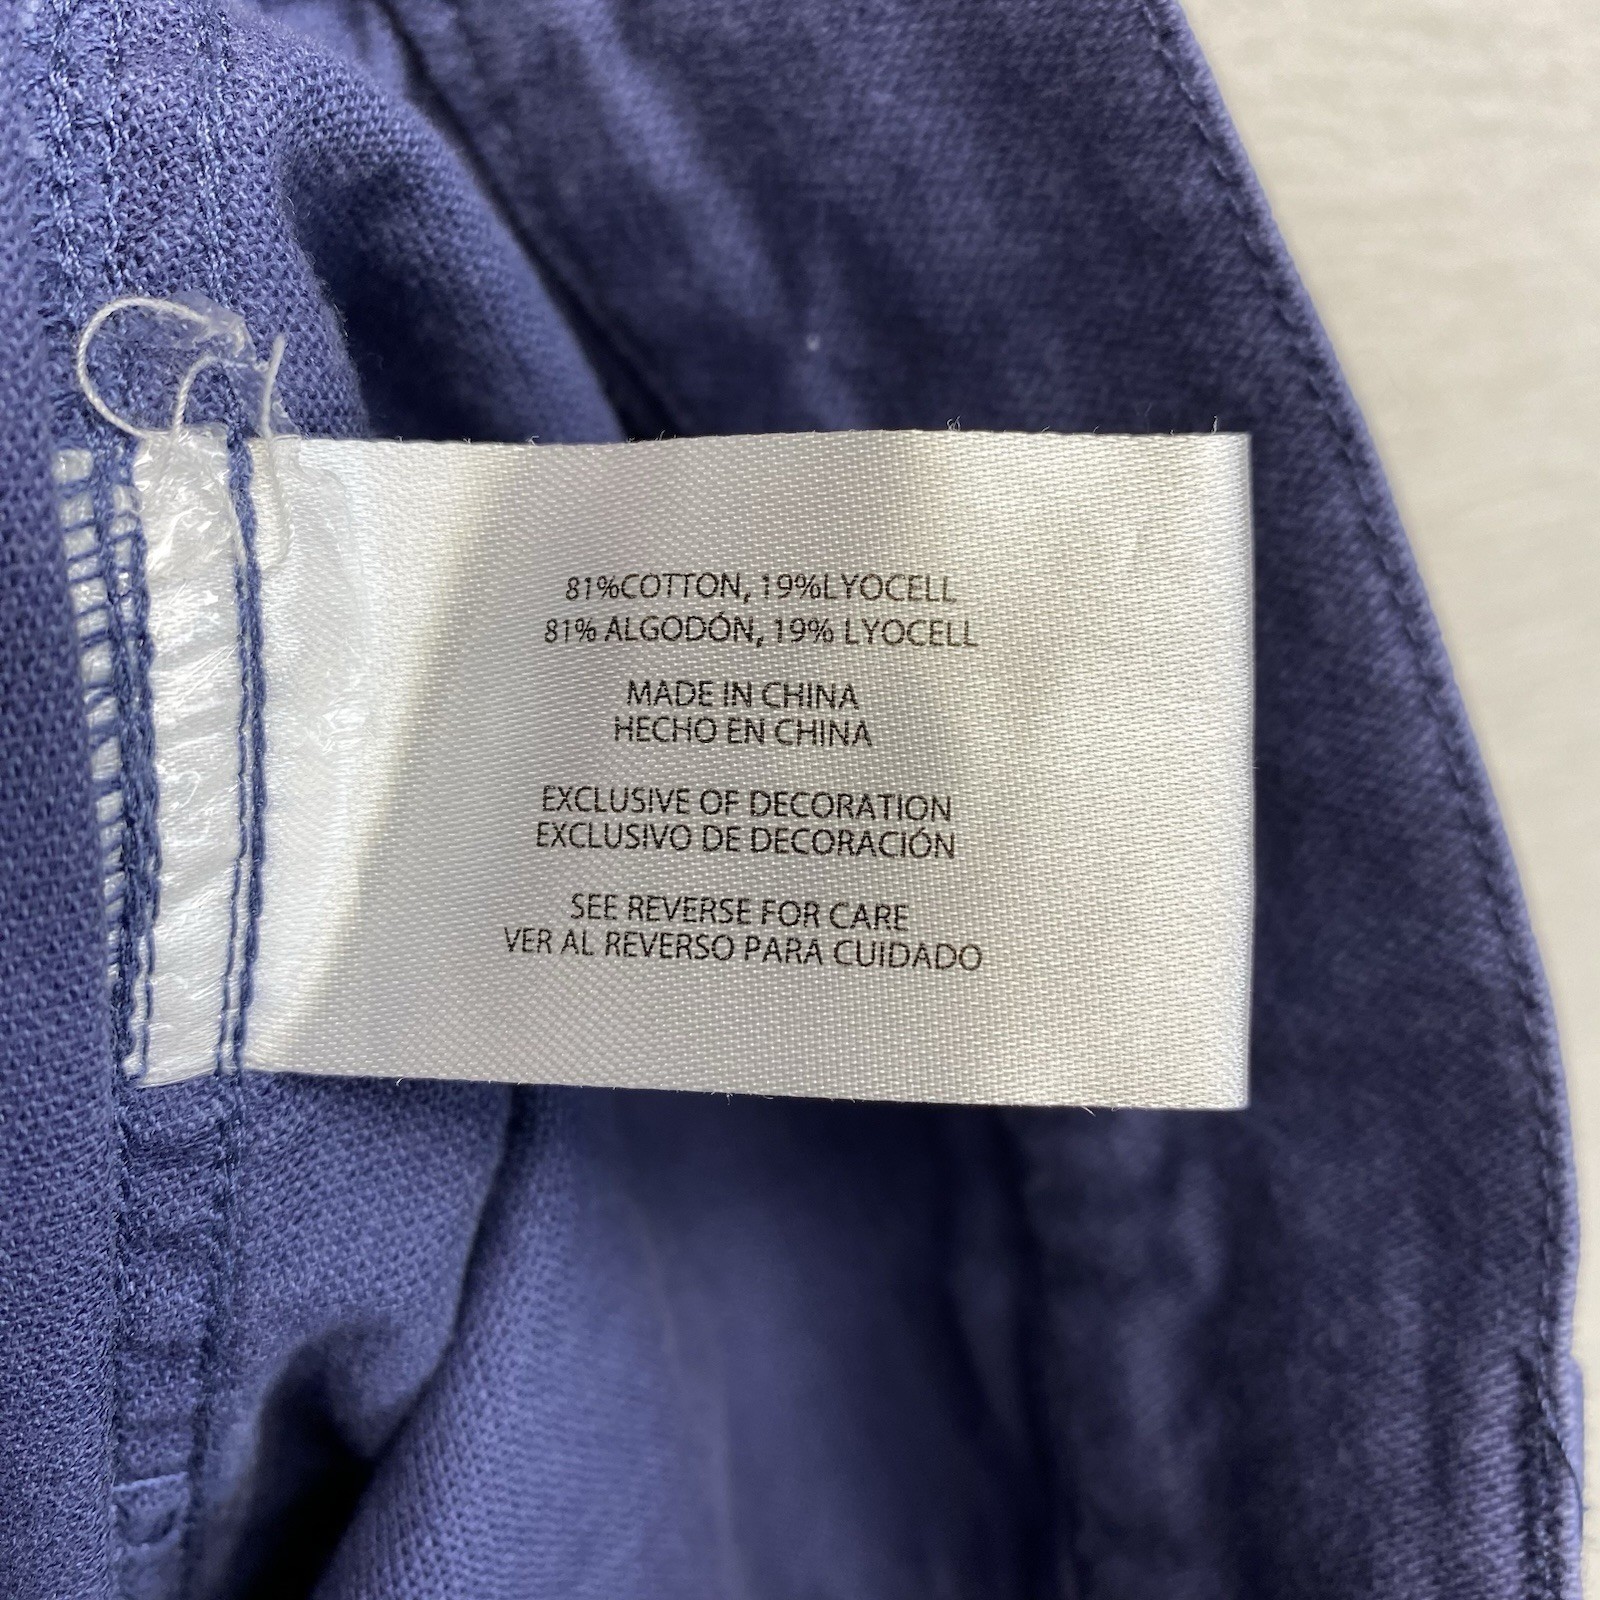 81%COTTON, 19%LYOCELL
81% ALGODÓN, 19% LYOCELL
MADE IN CHINA
HECHO EN CHINA
EXCLUSIVE OF DECORATION
EXCLUSIVO DE DECORACIÓN
SEE REVERSE FOR CARE
VER AL REVERSO PARA CUIDADO